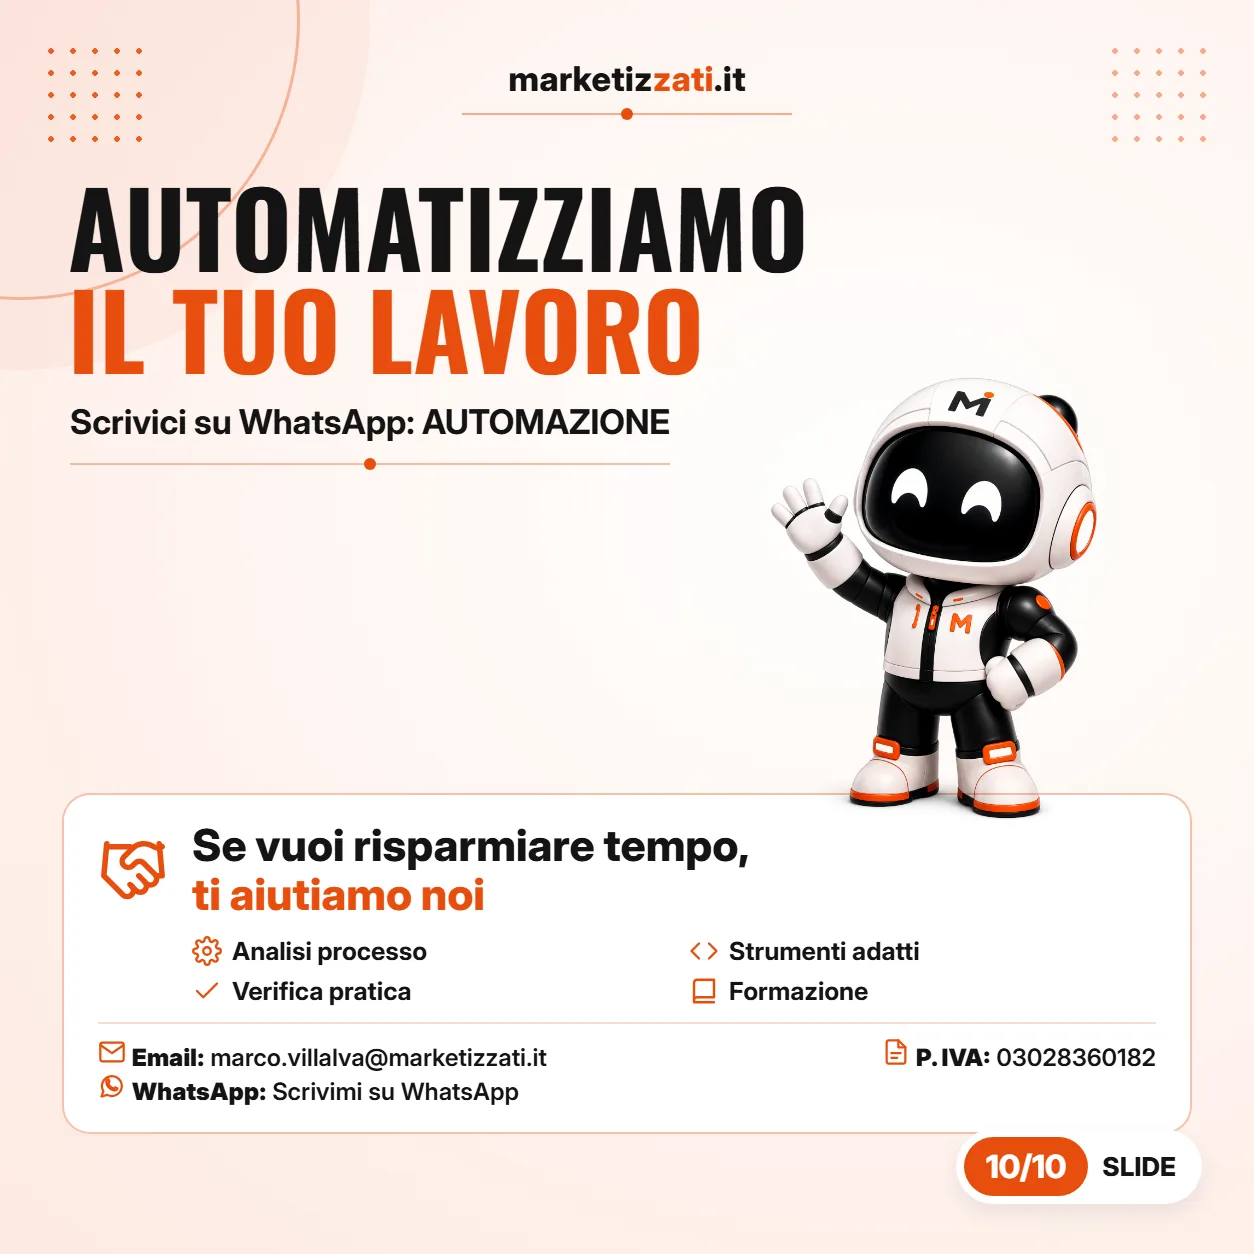 marketizzati.it
AUTOMATIZZIAMO
IL TUO LAVORO
Scrivici su WhatsApp: AUTOMAZIONE
M
M
Se vuoi risparmiare tempo,
ti aiutiamo noi
Analisi processo
Strumenti adatti
Verifica pratica
Formazione
Email: marco.villalva@marketizzati.it
P.IVA: 03028360182
WhatsApp: Scrivimi su WhatsApp
10/10 SLIDE